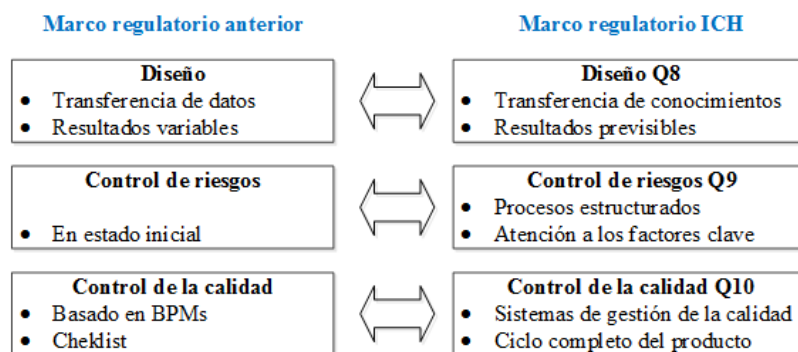 Marco regulatorio anterior
Marco regulatorio ICH
Diseño
• Transferencia de datos
• Resultados variables
Diseño Q8
• Transferencia de conocimientos
• Resultados previsibles
Control de riesgos
• En estado inicial
Control de riesgos Q9
• Procesos estructurados
• Atención a los factores clave
Control de la calidad
• Basado en BPMs
• Cheklist
Control de la calidad Q10
• Sistemas de gestión de la calidad
• Ciclo completo del producto